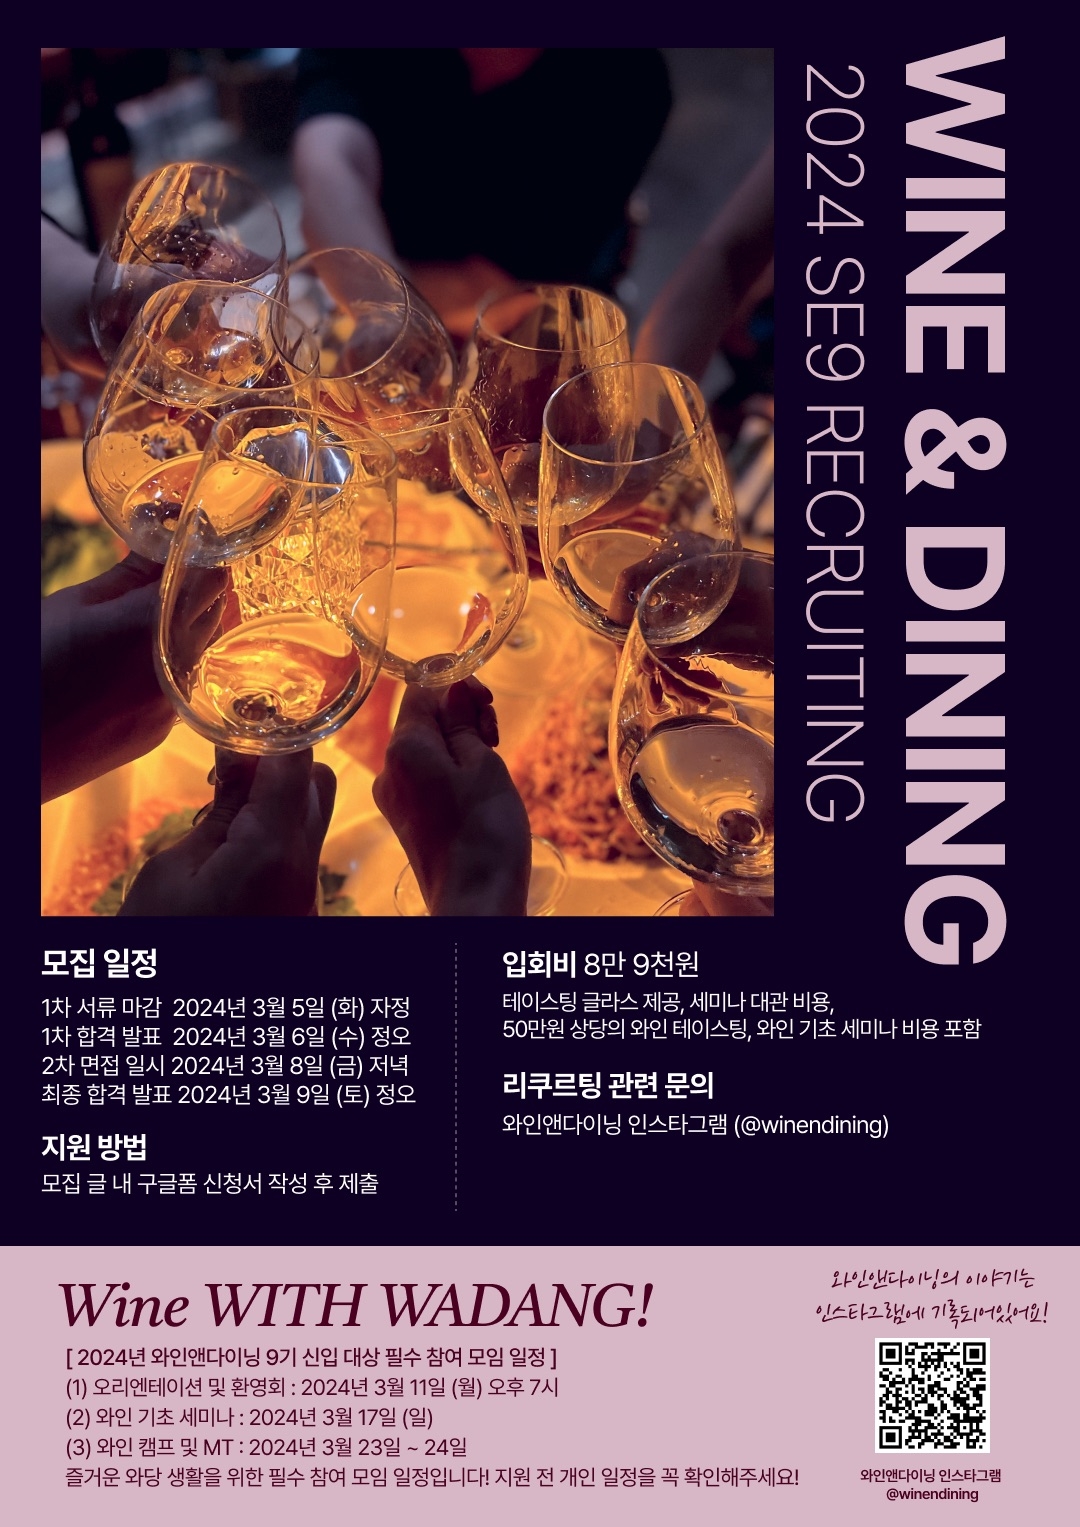 WINE & DINING
2024 SE9 RECRUITING
모집 일정
1차 서류 마감 2024년 3월 5일 (화) 자정
1차 합격 발표 2024년 3월 6일 (수) 정오
2차 면접 일시 2024년 3월 8일 (금) 저녁
최종 합격 발표 2024년 3월 9일 (토) 정오
지원 방법
모집 글 내 구글폼 신청서 작성 후 제출
입회비 8만 9천원
테이스팅 글라스 제공, 세미나 대관 비용,
50만원 상당의 와인 테이스팅, 와인 기초 세미나 비용 포함
리쿠르팅 관련 문의
와인앤다이닝 인스타그램 (@winendining)
Wine WITH WADANG!
[ 2024년 와인앤다이닝 9기 신입 대상 필수 참여 모임 일정 ]
(1) 오리엔테이션 및 환영회 : 2024년 3월 11일 (월) 오후 7시
(2) 와인 기초 세미나 : 2024년 3월 17일 (일)
(3) 와인 캠프 및 MT : 2024년 3월 23일 ~ 24일
즐거운 와당 생활을 위한 필수 참여 모임 일정입니다! 지원 전 개인 일정을 꼭 확인해주세요!
와인앤다이닝의 이야기는
인스타그램에 기록되어있어요!
와인앤다이닝 인스타그램
@winendining